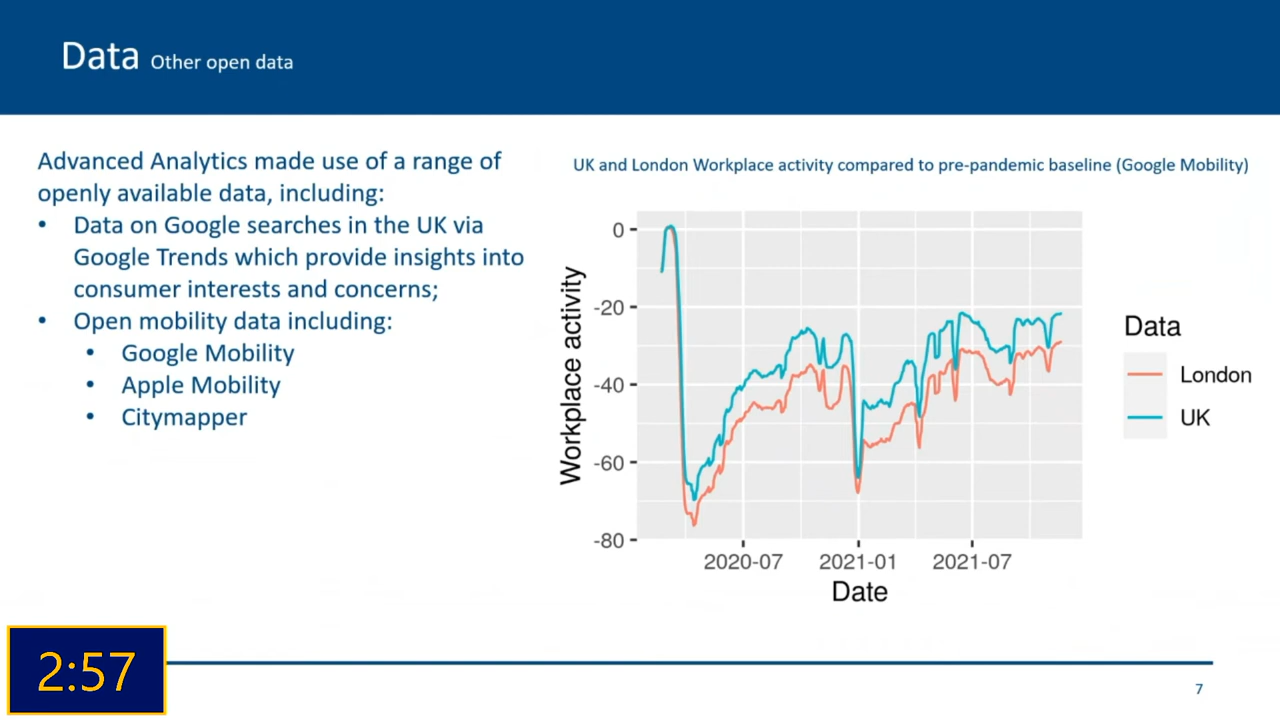 Data Other open data
Advanced Analytics made use of a range of
openly available data, including:
• Data on Google searches in the UK via
Google Trends which provide insights into
consumer interests and concerns;
• Open mobility data including:
• Google Mobility
• Apple Mobility
• Citymapper
UK and London Workplace activity compared to pre-pandemic baseline (Google Mobility)
Workplace activity
0
-20
-40
-60
-80
2020-07 2021-01 2021-07
Date
Data
London
UK
2:57
7